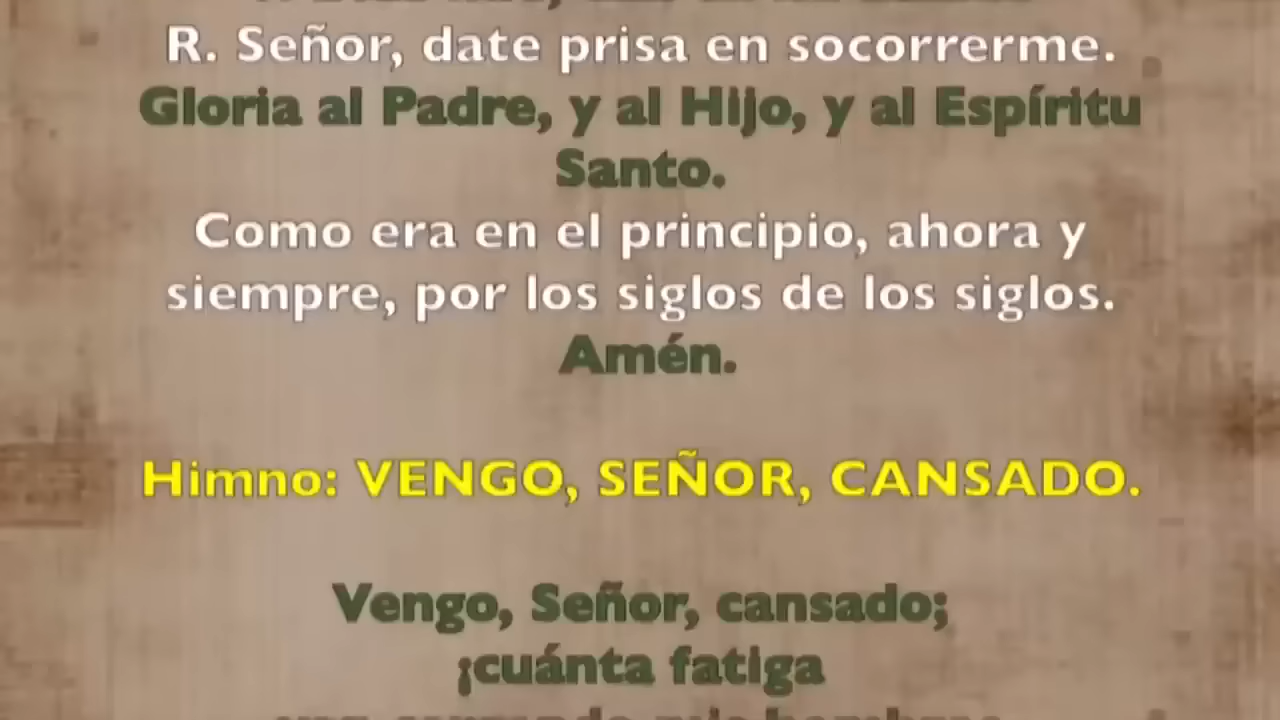 R. Señor, date prisa en socorrerme.
Gloria al Padre, y al Hijo, y al Espíritu
Santo.
Como era en el principio, ahora y
siempre, por los siglos de los siglos.
Amén.
Himno: VENGO, SEÑOR, CANSADO.
Vengo, Señor, cansado;
¡cuánta fatiga